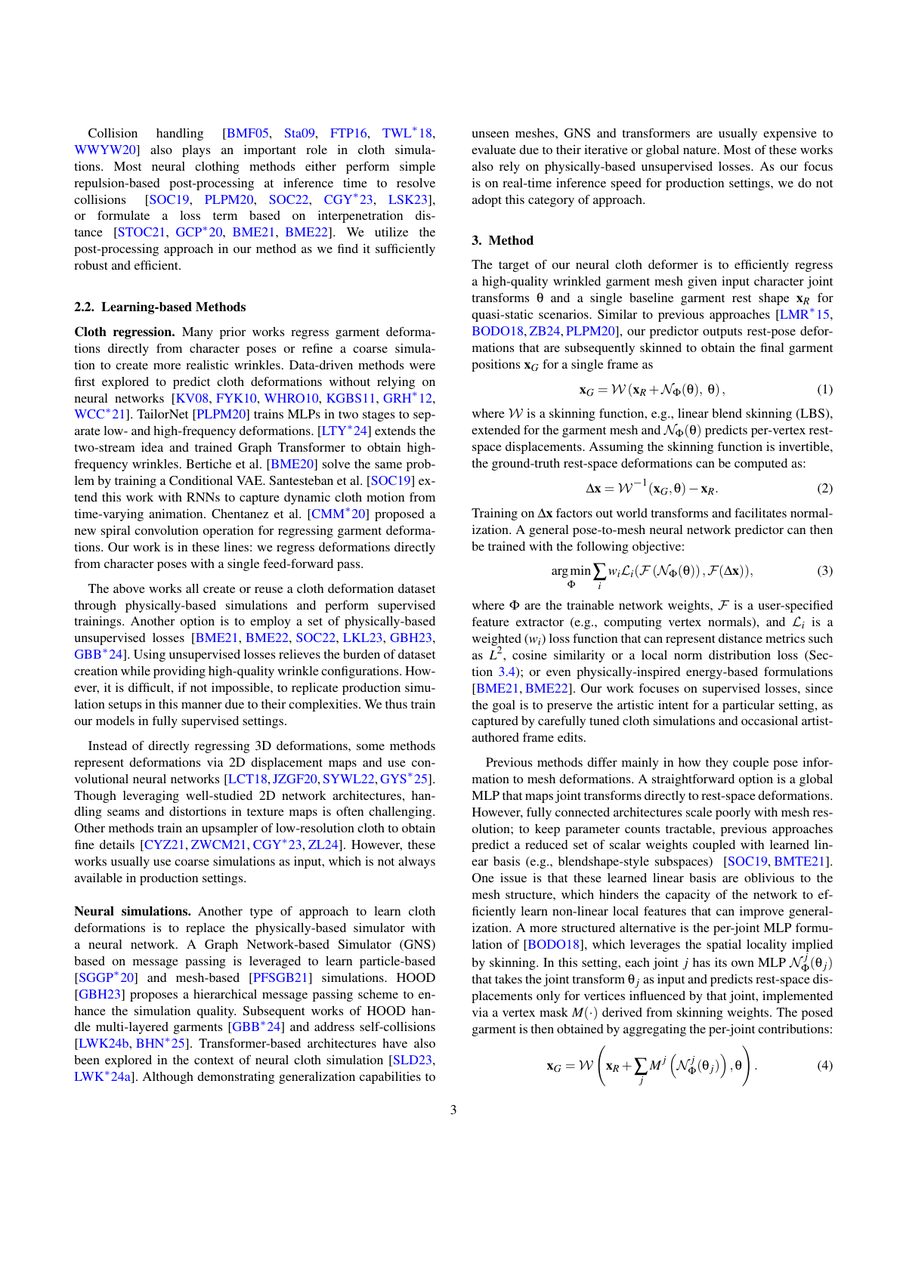 Collision handling [BMF05, Sta09, FTP16, TWL*18,
WWYW20] also plays an important role in cloth simula-
tions. Most neural clothing methods either perform simple
repulsion-based post-processing at inference time to resolve
collisions [SOC19, PLPM20, SOC22, CGY*23, LSK23],
or formulate a loss term based on interpenetration dis-
tance [STOC21, GCP*20, BME21, BME22]. We utilize the
post-processing approach in our method as we find it sufficiently
robust and efficient.
2.2. Learning-based Methods
Cloth regression. Many prior works regress garment deforma-
tions directly from character poses or refine a coarse simula-
tion to create more realistic wrinkles. Data-driven methods were
first explored to predict cloth deformations without relying on
neural networks [KV08, FYK10, WHRO10, KGBS11, GRH*12,
WCC*21]. TailorNet [PLPM20] trains MLPs in two stages to sep-
arate low- and high-frequency deformations. [LTY*24] extends the
two-stream idea and trained Graph Transformer to obtain high-
frequency wrinkles. Bertiche et al. [BME20] solve the same prob-
lem by training a Conditional VAE. Santesteban et al. [SOC19] ex-
tend this work with RNNs to capture dynamic cloth motion from
time-varying animation. Chentanez et al. [CMM*20] proposed a
new spiral convolution operation for regressing garment deforma-
tions. Our work is in these lines: we regress deformations directly
from character poses with a single feed-forward pass.
The above works all create or reuse a cloth deformation dataset
through physically-based simulations and perform supervised
trainings. Another option is to employ a set of physically-based
unsupervised losses [BME21, BME22, SOC22, LKL23, GBH23,
GBB*24]. Using unsupervised losses relieves the burden of dataset
creation while providing high-quality wrinkle configurations. How-
ever, it is difficult, if not impossible, to replicate production simu-
lation setups in this manner due to their complexities. We thus train
our models in fully supervised settings.
Instead of directly regressing 3D deformations, some methods
represent deformations via 2D displacement maps and use con-
volutional neural networks [LCT18, JZGF20, SYWL22, GYS*25].
Though leveraging well-studied 2D network architectures, han-
dling seams and distortions in texture maps is often challenging.
Other methods train an upsampler of low-resolution cloth to obtain
fine details [CYZ21, ZWCM21, CGY*23, ZL24]. However, these
works usually use coarse simulations as input, which is not always
available in production settings.
Neural simulations. Another type of approach to learn cloth
deformations is to replace the physically-based simulator with
a neural network. A Graph Network-based Simulator (GNS)
based on message passing is leveraged to learn particle-based
[SGGP*20] and mesh-based [PFSGB21] simulations. HOOD
[GBH23] proposes a hierarchical message passing scheme to en-
hance the simulation quality. Subsequent works of HOOD han-
dle multi-layered garments [GBB*24] and address self-collisions
[LWK24b, BHN*25]. Transformer-based architectures have also
been explored in the context of neural cloth simulation [SLD23,
LWK*24a]. Although demonstrating generalization capabilities to
unseen meshes, GNS and transformers are usually expensive to
evaluate due to their iterative or global nature. Most of these works
also rely on physically-based unsupervised losses. As our focus
is on real-time inference speed for production settings, we do not
adopt this category of approach.
3. Method
The target of our neural cloth deformer is to efficiently regress
a high-quality wrinkled garment mesh given input character joint
transforms θ and a single baseline garment rest shape x_R for
quasi-static scenarios. Similar to previous approaches [LMR*15,
BODO18, ZB24, PLPM20], our predictor outputs rest-pose defor-
mations that are subsequently skinned to obtain the final garment
positions x_G for a single frame as
x_G = W(x_R + N_Φ(θ), θ), (1)
where W is a skinning function, e.g., linear blend skinning (LBS),
extended for the garment mesh and N_Φ(θ) predicts per-vertex rest-
space displacements. Assuming the skinning function is invertible,
the ground-truth rest-space deformations can be computed as:
Δx = W^{-1}(x_G, θ) − x_R. (2)
Training on Δx factors out world transforms and facilitates normal-
ization. A general pose-to-mesh neural network predictor can then
be trained with the following objective:
arg min_Φ ∑_i w_i L_i(F(N_Φ(θ)), F(Δx)), (3)
where Φ are the trainable network weights, F is a user-specified
feature extractor (e.g., computing vertex normals), and L_i is a
weighted (w_i) loss function that can represent distance metrics such
as L^2, cosine similarity or a local norm distribution loss (Sec-
tion 3.4); or even physically-inspired energy-based formulations
[BME21, BME22]. Our work focuses on supervised losses, since
the goal is to preserve the artistic intent for a particular setting, as
captured by carefully tuned cloth simulations and occasional artist-
authored frame edits.
Previous methods differ mainly in how they couple pose infor-
mation to mesh deformations. A straightforward option is a global
MLP that maps joint transforms directly to rest-space deformations.
However, fully connected architectures scale poorly with mesh res-
olution; to keep parameter counts tractable, previous approaches
predict a reduced set of scalar weights coupled with learned lin-
ear basis (e.g., blendshape-style subspaces) [SOC19, BMTE21].
One issue is that these learned linear basis are oblivious to the
mesh structure, which hinders the capacity of the network to ef-
ficiently learn non-linear local features that can improve general-
ization. A more structured alternative is the per-joint MLP formu-
lation of [BODO18], which leverages the spatial locality implied
by skinning. In this setting, each joint j has its own MLP N_Φ^j(θ_j)
that takes the joint transform θ_j as input and predicts rest-space dis-
placements only for vertices influenced by that joint, implemented
via a vertex mask M(·) derived from skinning weights. The posed
garment is then obtained by aggregating the per-joint contributions:
x_G = W(x_R + ∑_j M^j(N_Φ^j(θ_j)), θ). (4)
3